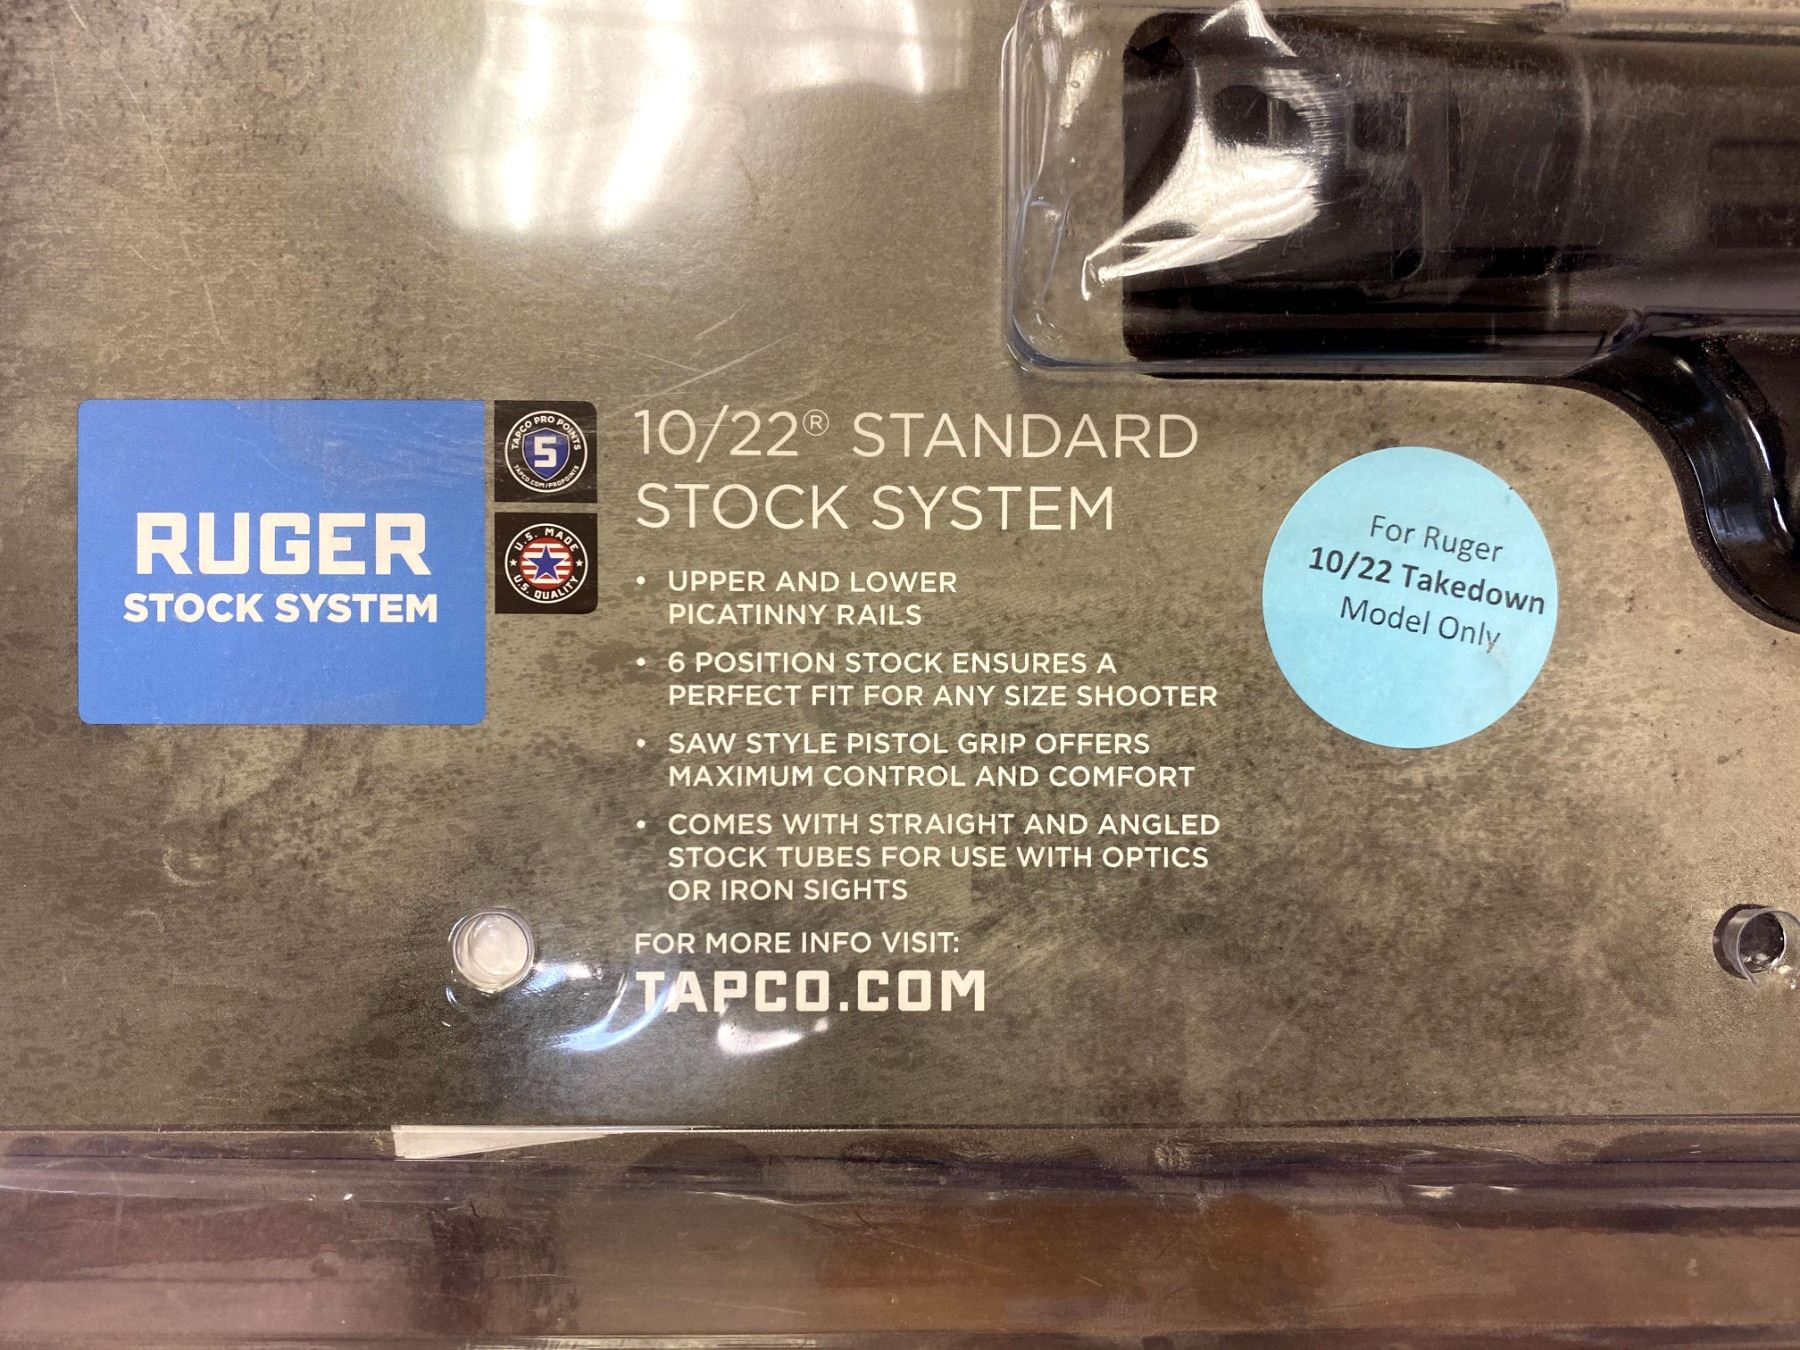 RUGER
STOCK SYSTEM
TAPCO PRO POINTS
5
TAPCO.COM/PROPOINTS
U.S. MADE
U.S. QUALITY
10/22® STANDARD
STOCK SYSTEM
• UPPER AND LOWER
PICATINNY RAILS
• 6 POSITION STOCK ENSURES A
PERFECT FIT FOR ANY SIZE SHOOTER
• SAW STYLE PISTOL GRIP OFFERS
MAXIMUM CONTROL AND COMFORT
• COMES WITH STRAIGHT AND ANGLED
STOCK TUBES FOR USE WITH OPTICS
OR IRON SIGHTS
FOR MORE INFO VISIT:
TAPCO.COM
For Ruger
10/22 Takedown
Model Only